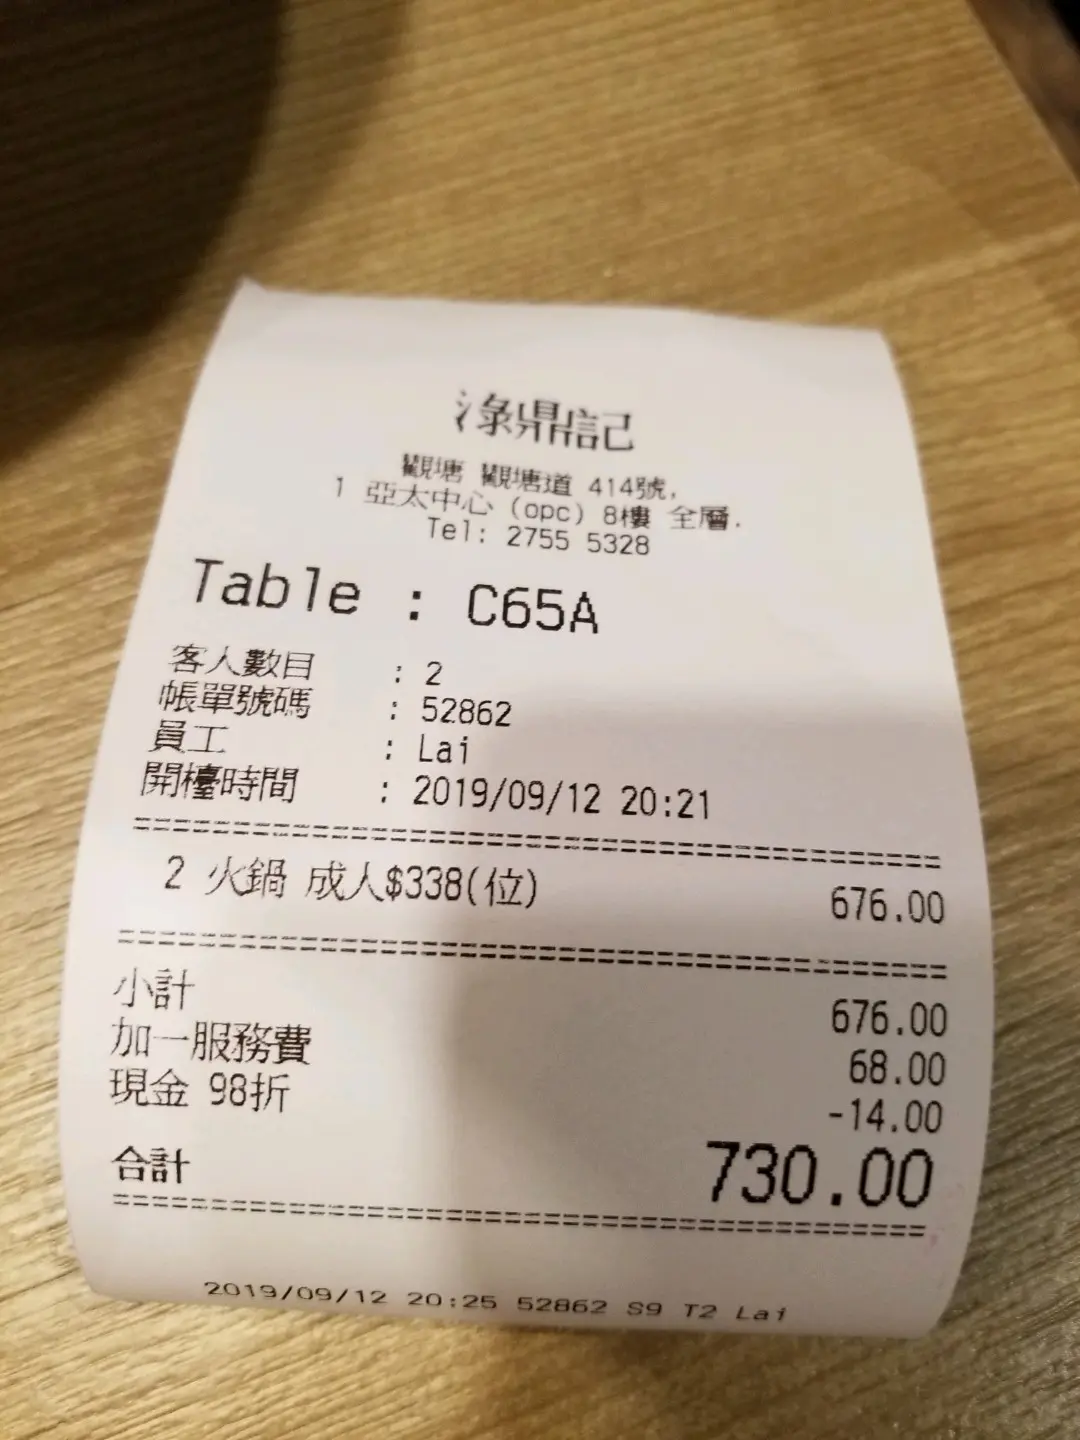 淥鼎記
觀塘 觀塘道 414號,
1 亞太中心 (opc) 8樓 全層.
Tel: 2755 5328
Table : C65A
客人數目 : 2
帳單號碼 : 52862
員工 : Lai
開檯時間 : 2019/09/12 20:21
2 火鍋 成人$338(位) 676.00
小計 676.00
加一服務費 68.00
現金 98折 -14.00
合計 730.00
2019/09/12 20:25 52862 S9 T2 Lai